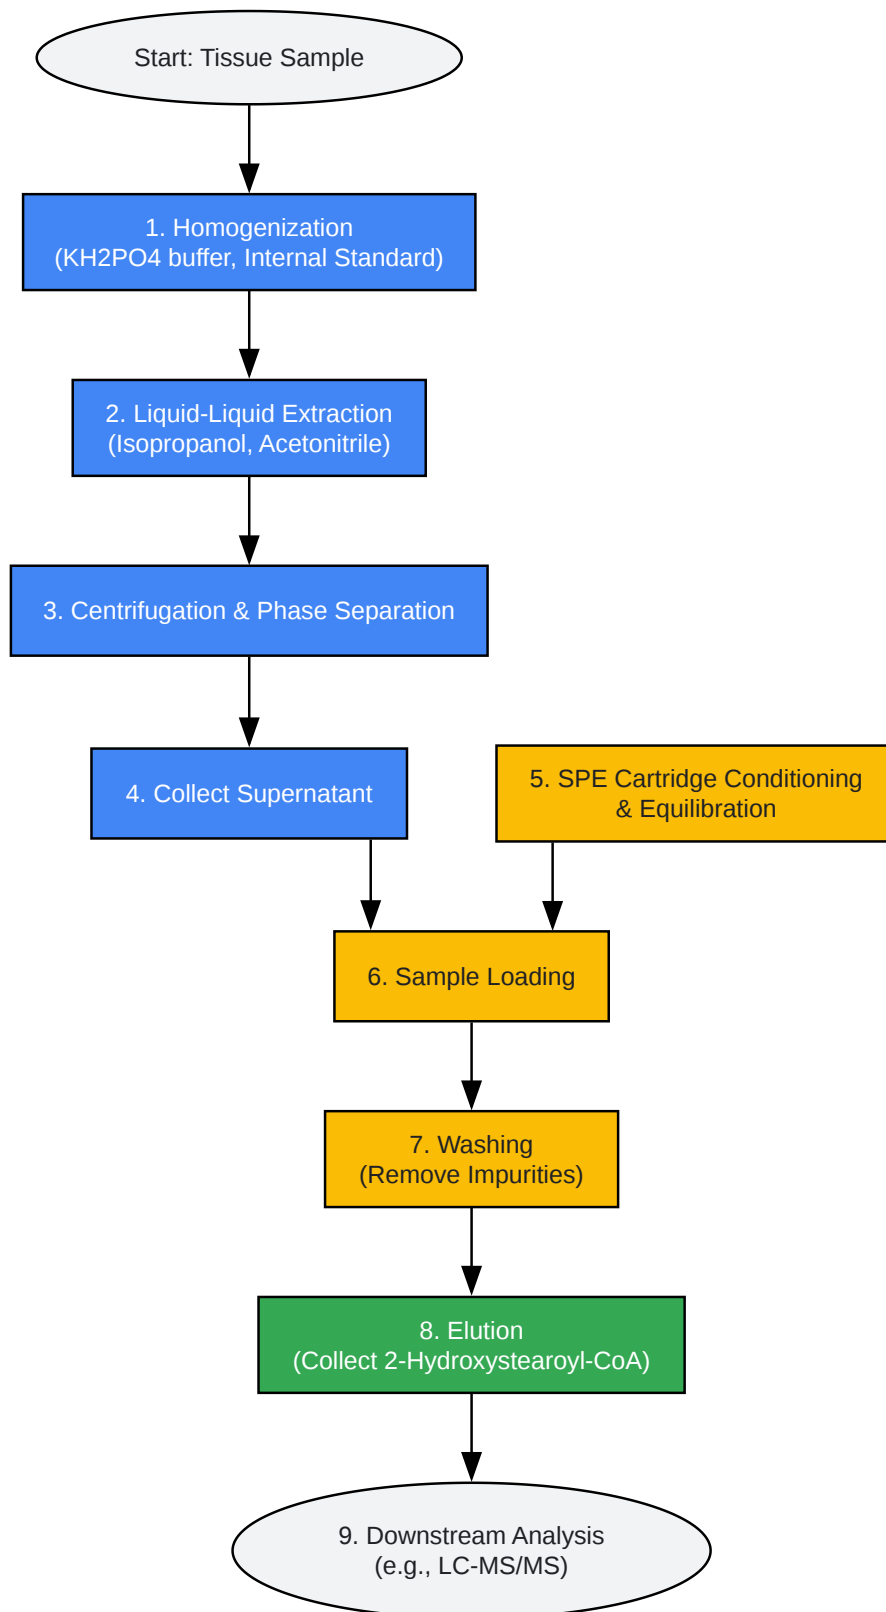 Start: Tissue Sample
1. Homogenization
(KH2PO4 buffer, Internal Standard)
2. Liquid-Liquid Extraction
(Isopropanol, Acetonitrile)
3. Centrifugation & Phase Separation
4. Collect Supernatant
5. SPE Cartridge Conditioning
& Equilibration
6. Sample Loading
7. Washing
(Remove Impurities)
8. Elution
(Collect 2-Hydroxystearoyl-CoA)
9. Downstream Analysis
(e.g., LC-MS/MS)